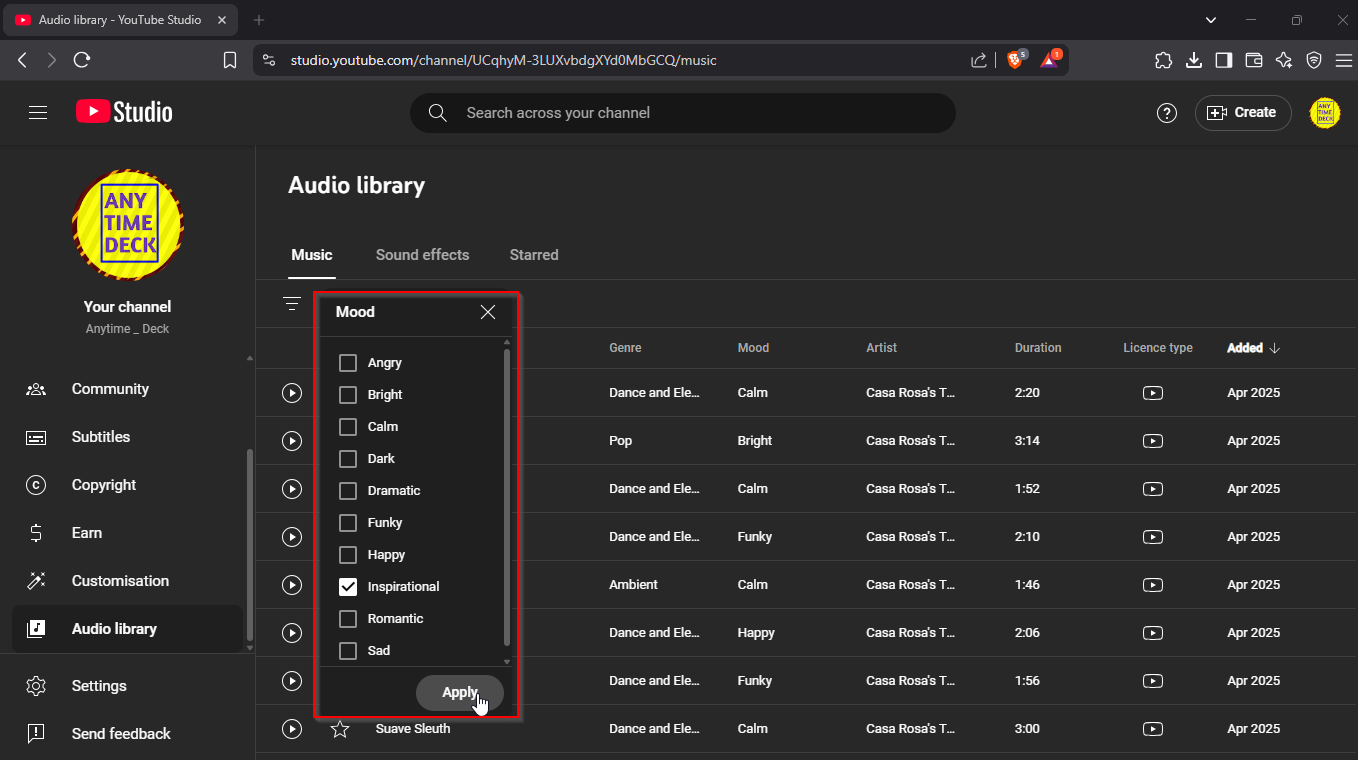 Audio library - YouTube Studio
studio.youtube.com/channel/UCqhyM-3LUXvbdgXYd0MbGCQ/music
5
1
Studio
Search across your channel
Create
ANY
TIME
DECK
ANY
TIME
DECK
Your channel
Anytime _ Deck
Community
Subtitles
Copyright
Earn
Customisation
Audio library
Settings
Send feedback
Audio library
Music Sound effects Starred
Mood
Angry
Bright
Calm
Dark
Dramatic
Funky
Happy
Inspirational
Romantic
Sad
Apply
Genre Mood Artist Duration Licence type Added
Dance and Ele... Calm Casa Rosa's T... 2:20 Apr 2025
Pop Bright Casa Rosa's T... 3:14 Apr 2025
Dance and Ele... Calm Casa Rosa's T... 1:52 Apr 2025
Dance and Ele... Funky Casa Rosa's T... 2:10 Apr 2025
Ambient Calm Casa Rosa's T... 1:46 Apr 2025
Dance and Ele... Happy Casa Rosa's T... 2:06 Apr 2025
Dance and Ele... Funky Casa Rosa's T... 1:56 Apr 2025
Suave Sleuth Dance and Ele... Calm Casa Rosa's T... 3:00 Apr 2025